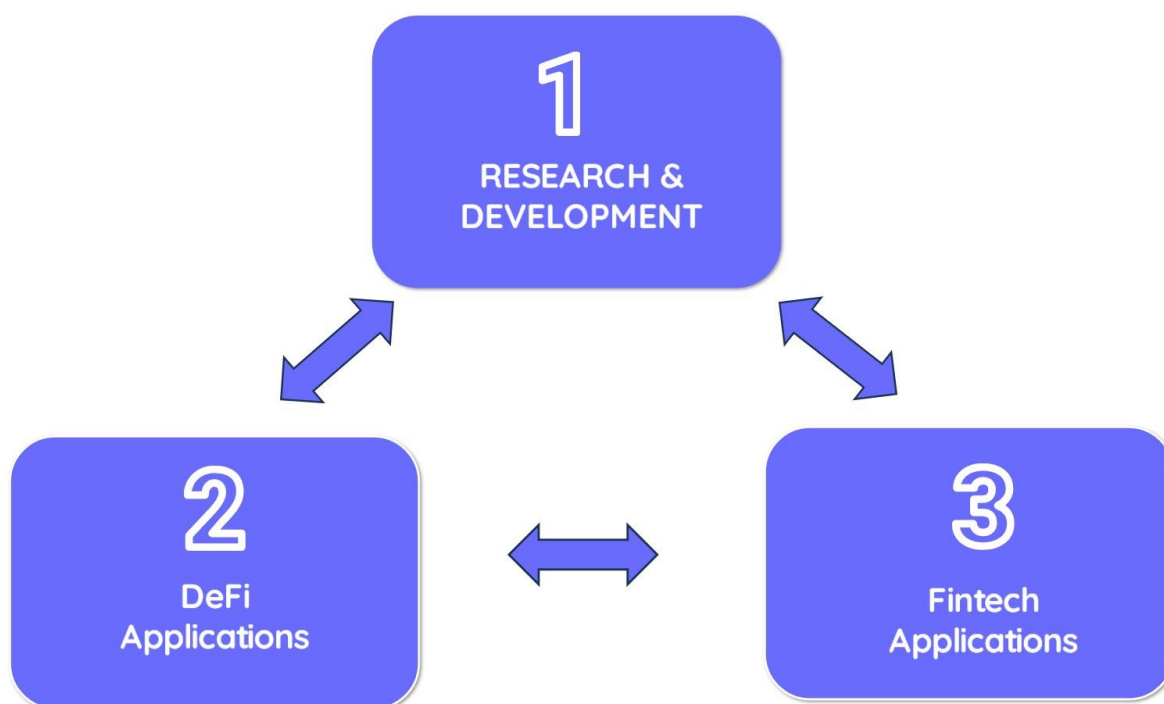 1
RESEARCH &
DEVELOPMENT
2
DeFi
Applications
3
Fintech
Applications